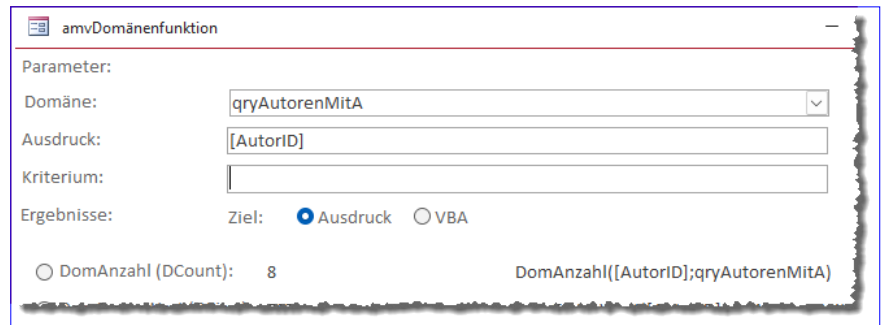 amvDomänenfunktion
Parameter:
Domäne: qryAutorenMitA
Ausdruck: [AutorID]
Kriterium:
Ergebnisse: Ziel: Ausdruck VBA
DomAnzahl (DCount): 8 DomAnzahl([AutorID];qryAutorenMitA)